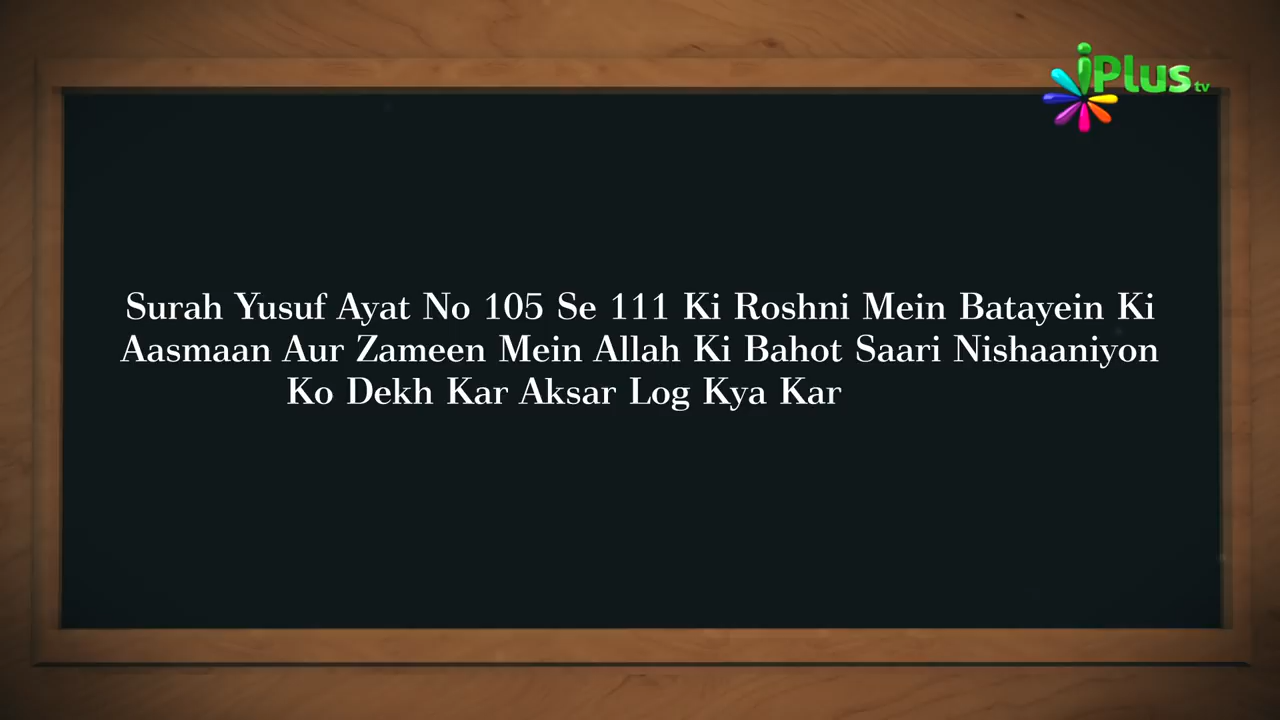 iPlus tv
Surah Yusuf Ayat No 105 Se 111 Ki Roshni Mein Batayein Ki
Aasmaan Aur Zameen Mein Allah Ki Bahot Saari Nishaaniyon
Ko Dekh Kar Aksar Log Kya Kar